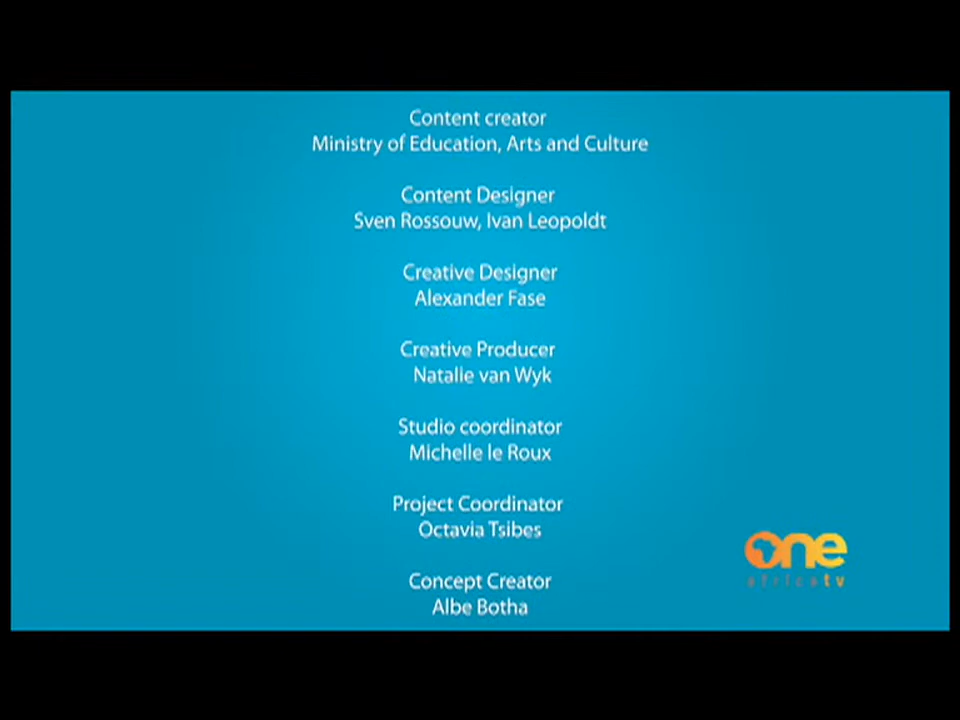 Content creator
Ministry of Education, Arts and Culture
Content Designer
Sven Rossouw, Ivan Leopoldt
Creative Designer
Alexander Fase
Creative Producer
Natalie van Wyk
Studio coordinator
Michelle le Roux
Project Coordinator
Octavia Tsibes
Concept Creator
Albe Botha
one
africa tv